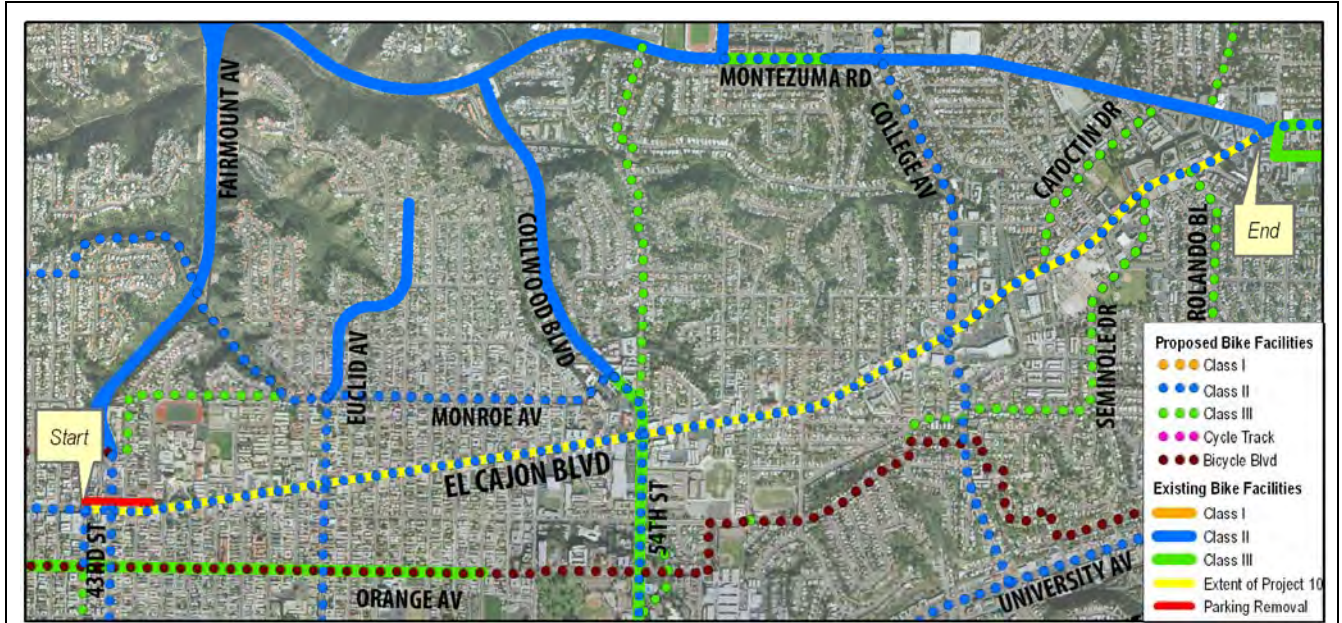 MONTEZUMA RD
FAIRMOUNT AV
COLLEGE AV
CATOCTIN DR
COLLWOOD BLVD
End
ROLANDO BL
EUCLID AV
SEMINOLE DR
MONROE AV
Start
EL CAJON BLVD
43RD ST
54TH ST
ORANGE AV
UNIVERSITY AV
Proposed Bike Facilities
Class I
Class II
Class III
Cycle Track
Bicycle Blvd
Existing Bike Facilities
Class I
Class II
Class III
Extent of Project 10
Parking Removal